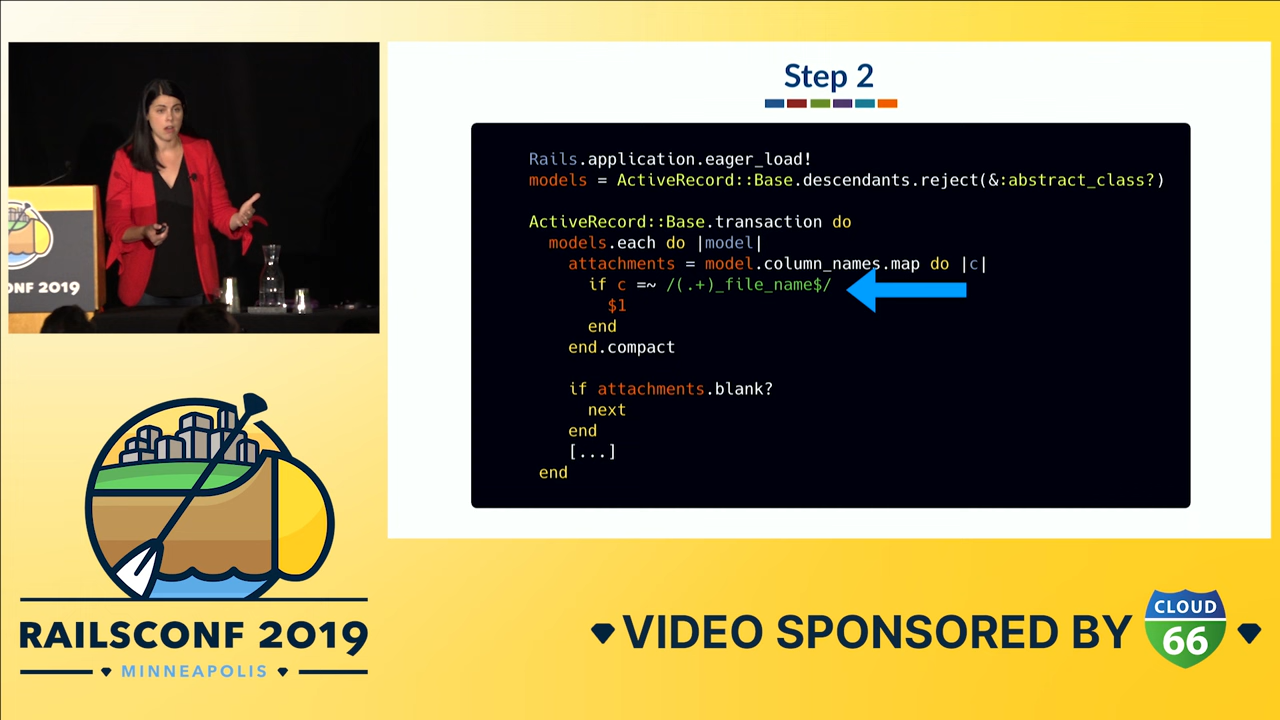 Step 2
Rails.application.eager_load!
models = ActiveRecord::Base.descendants.reject(&:abstract_class?)
ActiveRecord::Base.transaction do
models.each do |model|
attachments = model.column_names.map do |c|
if c =~ /(.+)_file_name$/
$1
end
end.compact
if attachments.blank?
next
end
[...]
end
CONF 2019
RAILSCONF 2019
MINNEAPOLIS
VIDEO SPONSORED BY
CLOUD
66